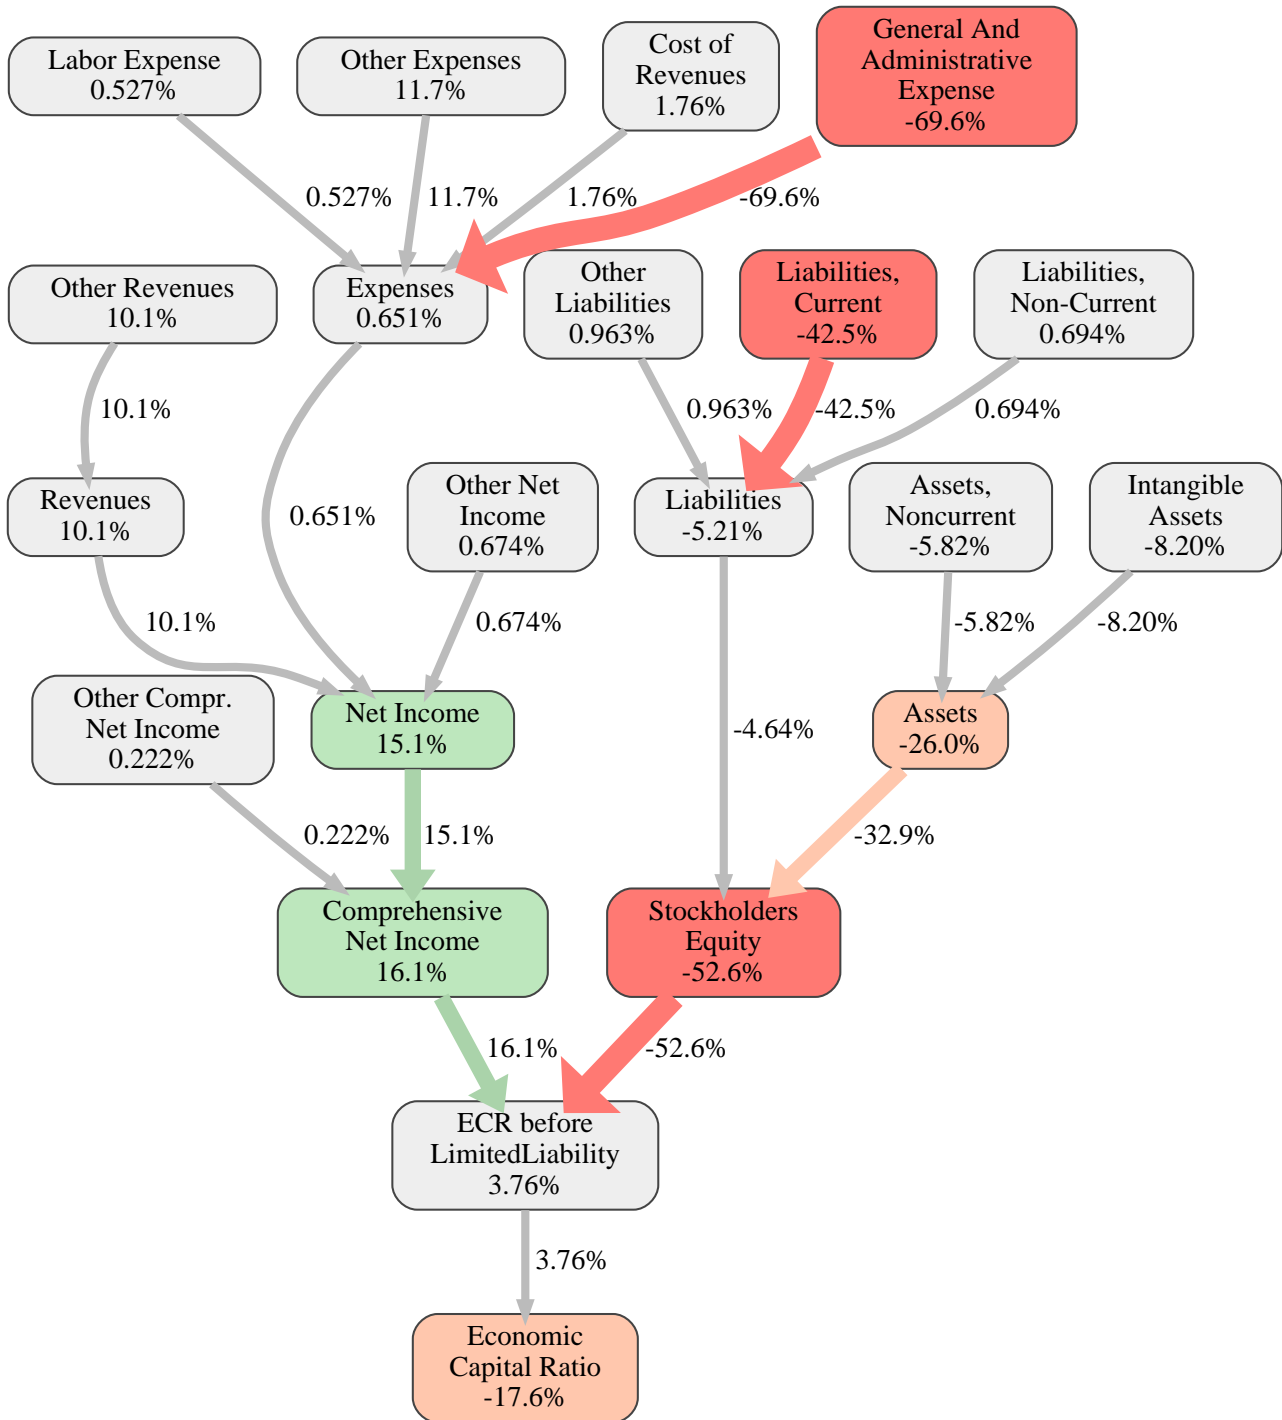 Labor Expense
0.527%
Other Expenses
11.7%
Cost of
Revenues
1.76%
General And
Administrative
Expense
-69.6%
0.527%
11.7%
1.76%
-69.6%
Other Revenues
10.1%
Expenses
0.651%
Other
Liabilities
0.963%
Liabilities,
Current
-42.5%
Liabilities,
Non-Current
0.694%
10.1%
0.963%
-42.5%
0.694%
Revenues
10.1%
0.651%
Other Net
Income
0.674%
Liabilities
-5.21%
Assets,
Noncurrent
-5.82%
Intangible
Assets
-8.20%
10.1%
0.674%
-5.82%
-8.20%
Other Compr.
Net Income
0.222%
Net Income
15.1%
-4.64%
Assets
-26.0%
0.222%
15.1%
-32.9%
Comprehensive
Net Income
16.1%
Stockholders
Equity
-52.6%
16.1%
-52.6%
ECR before
LimitedLiability
3.76%
3.76%
Economic
Capital Ratio
-17.6%